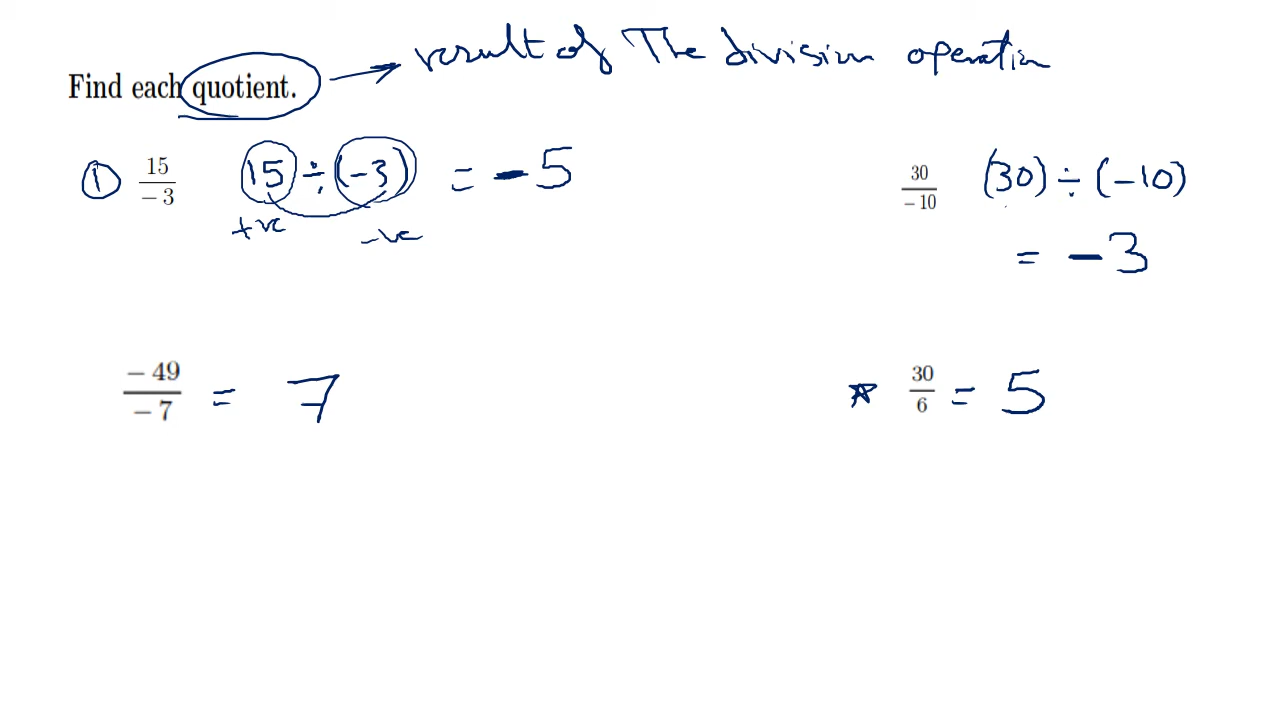 result of The division operation
Find each quotient.
① 15/-3 15 ÷ (-3) = -5
+ve -ve
30/-10 (30) ÷ (-10)
= -3
-49/-7 = 7
* 30/6 = 5